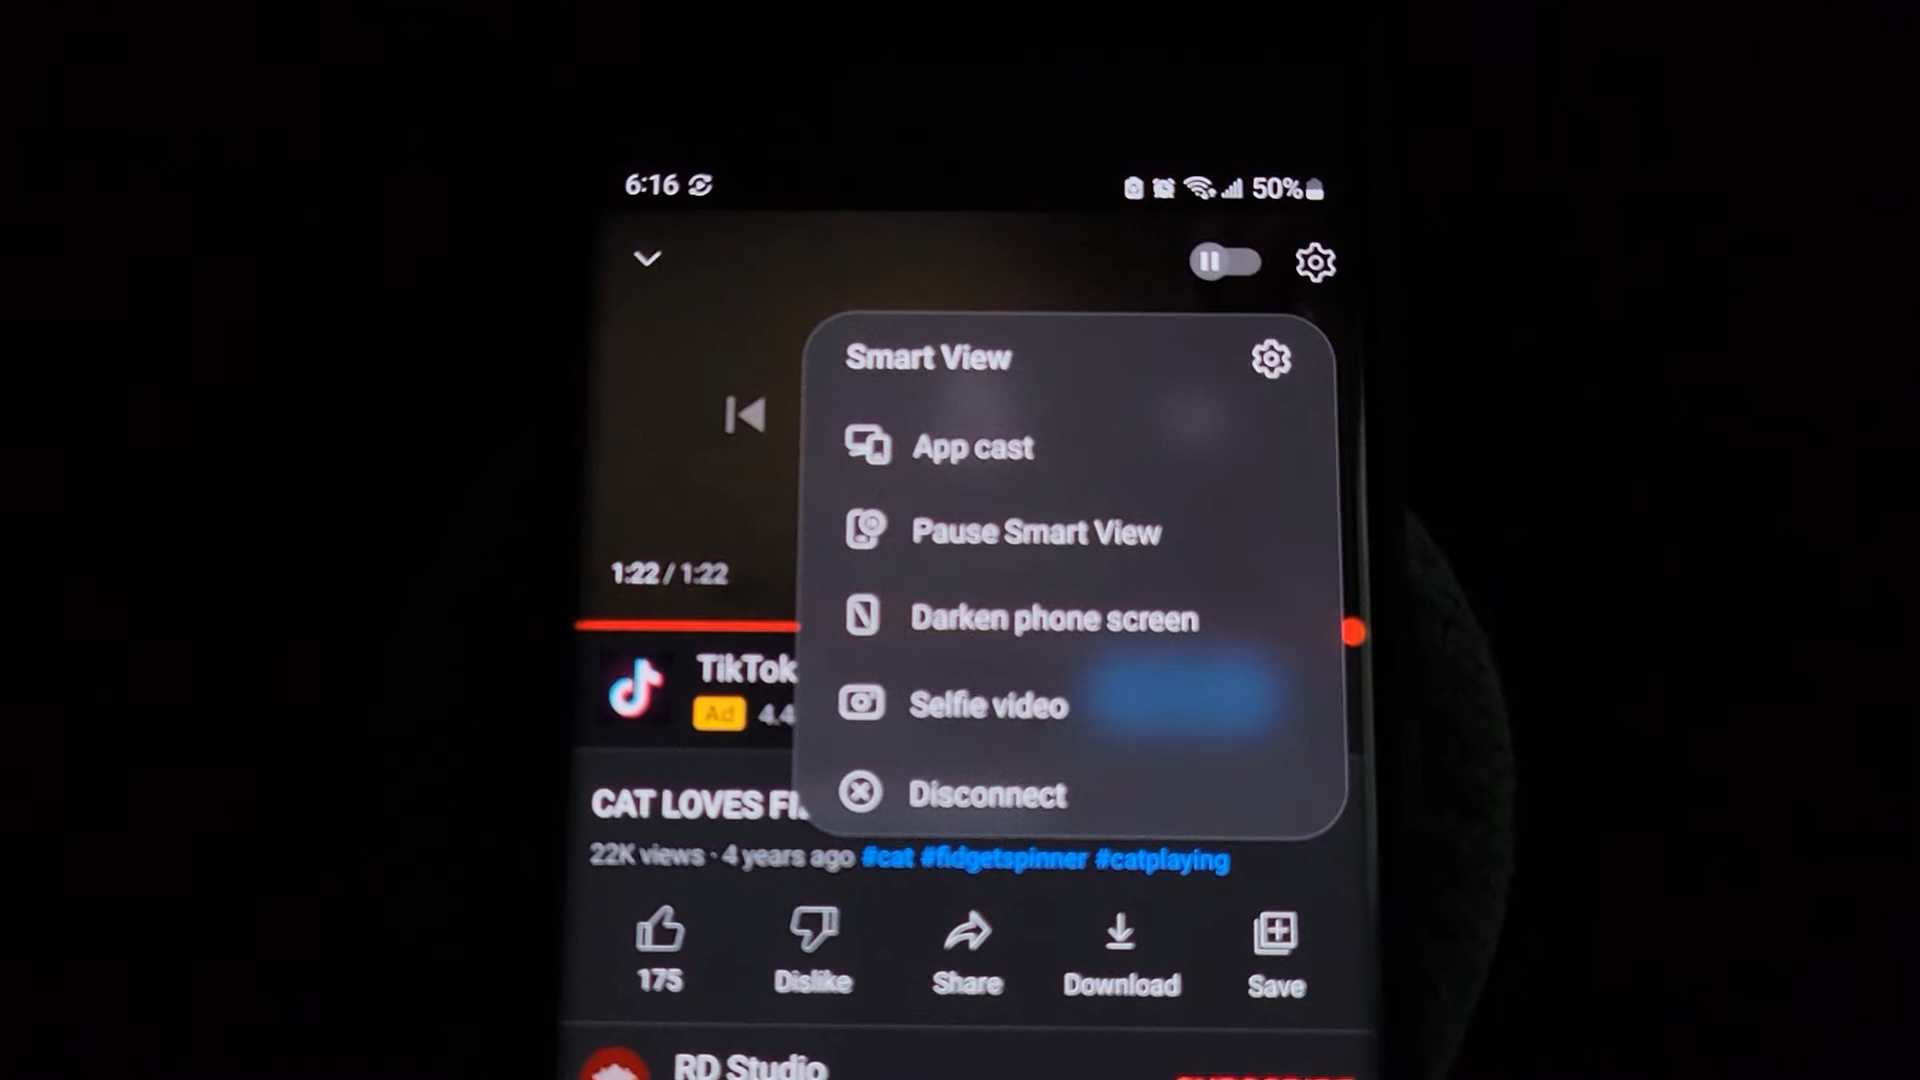 6:16 50%
Smart View
App cast
Pause Smart View
1:22 / 1:22
Darken phone screen
TikTok
Ad 4.4
Selfie video
Disconnect
CAT LOVES
22K views · 4 years ago #cat #fidgetspinner #catplaying
175 Dislike Share Download Save
RD Studio